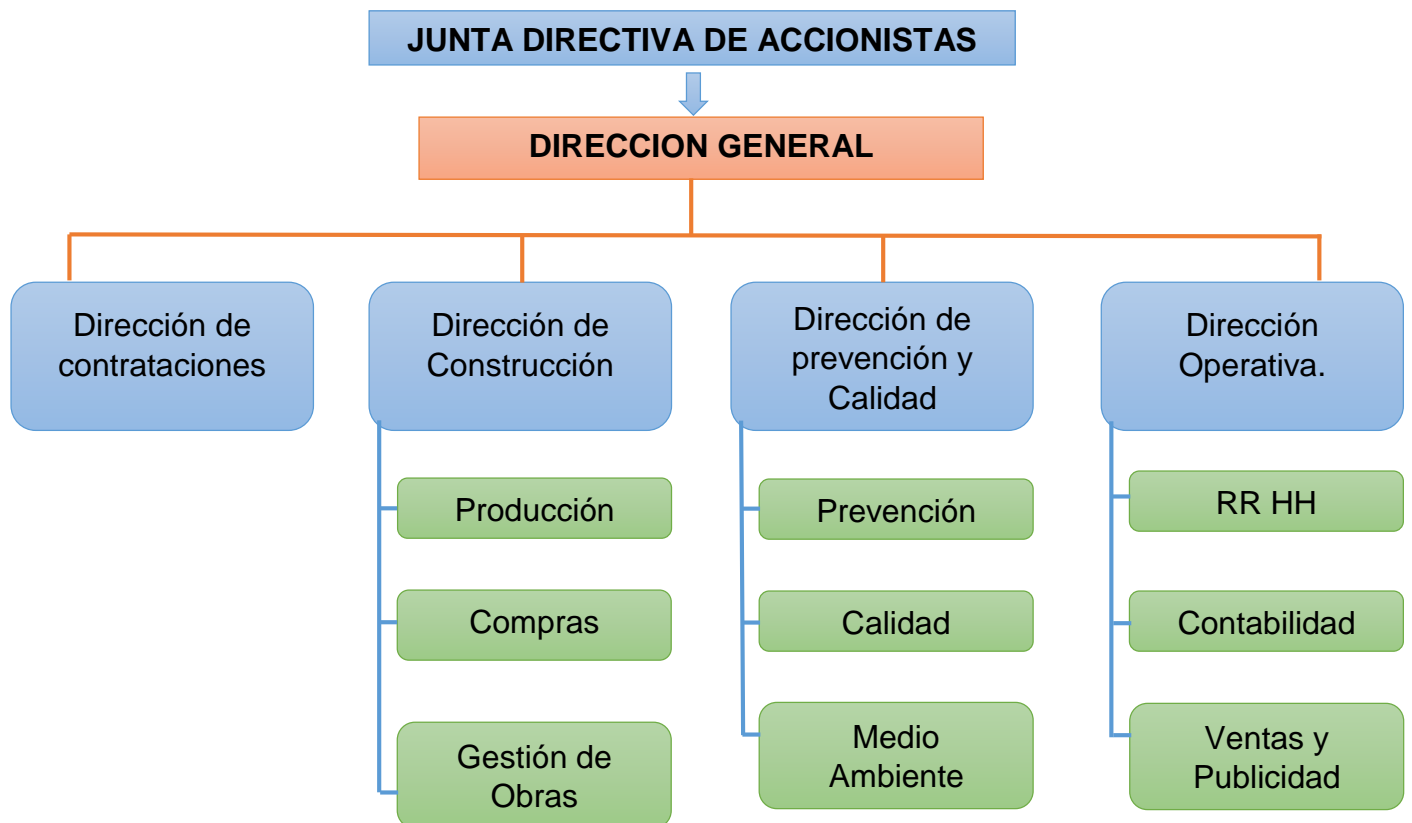 JUNTA DIRECTIVA DE ACCIONISTAS
DIRECCION GENERAL
Dirección de
contrataciones
Dirección de
Construcción
Dirección de
prevención y
Calidad
Dirección
Operativa.
Producción
Compras
Gestión de
Obras
Prevención
Calidad
Medio
Ambiente
RR HH
Contabilidad
Ventas y
Publicidad